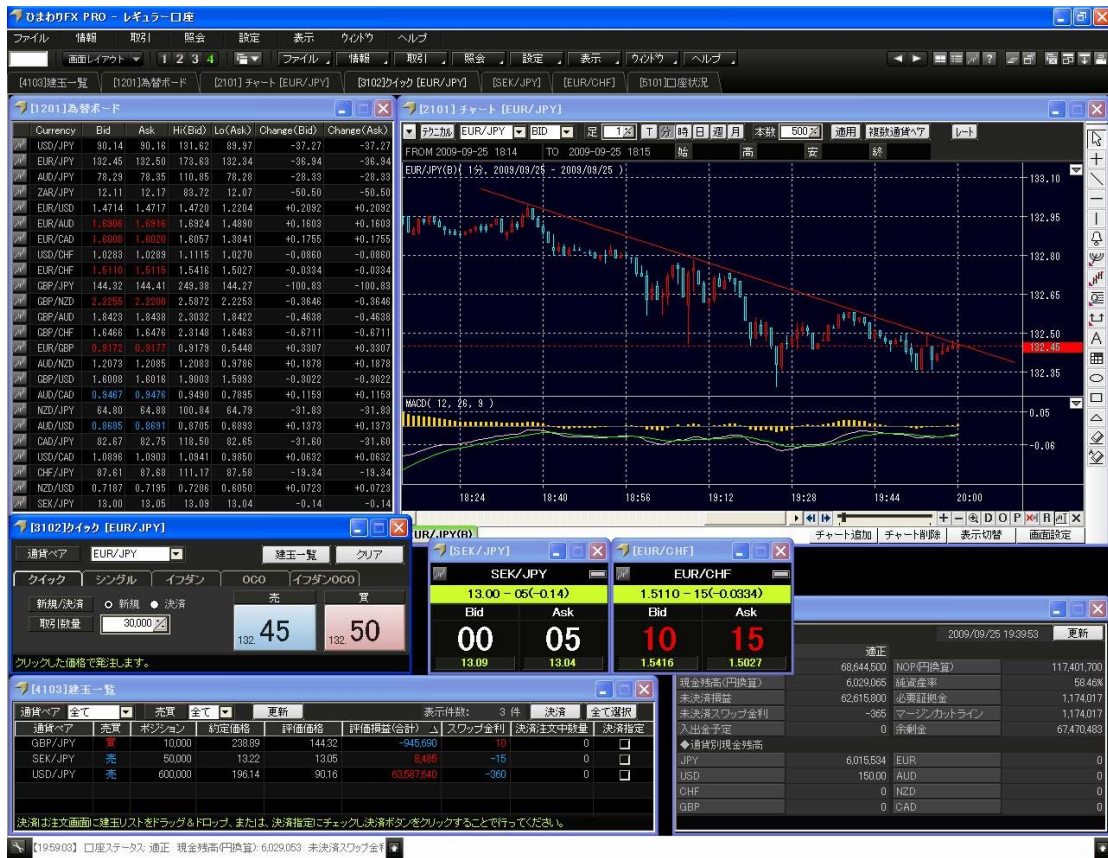 ひまわりFX PRO - レギュラー口座
ファイル 情報 取引 照会 設定 表示 ウィンドウ ヘルプ
画面レイアウト 1 2 3 4 ファイル 情報 取引 照会 設定 表示 ウィンドウ ヘルプ
[4103]建玉一覧 [1201]為替ボード [2101] チャート [EUR/JPY] [3102]クイック [EUR/JPY] [SEK/JPY] [EUR/CHF] [5101]口座状況
[1201]為替ボード
Currency Bid Ask Hi(Bid) Lo(Ask) Change(Bid) Change(Ask)
USD/JPY 90.14 90.16 131.62 89.97 -37.27 -37.27
EUR/JPY 132.45 132.50 173.63 132.34 -36.94 -36.94
AUD/JPY 78.29 78.35 110.85 78.28 -28.33 -28.33
ZAR/JPY 12.11 12.17 83.72 12.07 -50.50 -50.50
EUR/USD 1.4714 1.4717 1.4720 1.2204 +0.2092 +0.2092
EUR/AUD 1.6906 1.6916 1.6924 1.4890 +0.1603 +0.1603
EUR/CAD 1.6008 1.6020 1.6057 1.3841 +0.1755 +0.1755
USD/CHF 1.0283 1.0289 1.1115 1.0270 -0.0860 -0.0860
EUR/CHF 1.5110 1.5115 1.5416 1.5027 -0.0334 -0.0334
GBP/JPY 144.32 144.41 249.38 144.27 -100.83 -100.83
GBP/NZD 2.2255 2.2280 2.5872 2.2253 -0.3646 -0.3646
GBP/AUD 1.8423 1.8438 2.3032 1.8422 -0.4638 -0.4638
GBP/CHF 1.6466 1.6476 2.3148 1.6463 -0.6711 -0.6711
EUR/GBP 0.9172 0.9177 0.9179 0.5448 +0.3307 +0.3307
AUD/NZD 1.2073 1.2085 1.2083 0.9786 +0.1878 +0.1878
GBP/USD 1.6008 1.6016 1.9003 1.5993 -0.3022 -0.3022
AUD/CAD 0.9467 0.9476 0.9490 0.7895 +0.1159 +0.1159
NZD/JPY 64.80 64.88 100.84 64.79 -31.83 -31.83
AUD/USD 0.8685 0.8691 0.8705 0.6893 +0.1373 +0.1373
CAD/JPY 82.67 82.75 118.50 82.65 -31.60 -31.60
USD/CAD 1.0896 1.0903 1.0941 0.9850 +0.0632 +0.0632
CHF/JPY 87.61 87.68 111.17 87.58 -19.34 -19.34
NZD/USD 0.7187 0.7195 0.7206 0.6050 +0.0723 +0.0723
SEK/JPY 13.00 13.05 13.09 13.04 -0.14 -0.14
[2101] チャート [EUR/JPY]
テクニカル EUR/JPY BID 足 1 T 分 時 日 週 月 本数 500 適用 複数通貨ペア レート
FROM 2009-09-25 18:14 TO 2009-09-25 18:15 始 高 安 終
EUR/JPY(B)( 1分, 2009/09/25 - 2009/09/25 )
133.10
132.95
132.80
132.65
132.50
132.45
132.35
MACD( 12, 26, 9 )
0.05
-0.06
18:24 18:40 18:56 19:12 19:28 19:44 20:00
D O P R X
EUR/JPY(B) チャート追加 チャート削除 表示切替 画面設定
[3102]クイック [EUR/JPY]
通貨ペア EUR/JPY 建玉一覧 クリア
クイック シングル イフダン OCO イフダンOCO
新規/決済 新規 決済 売 買
取引数量 30,000 132. 45 132. 50
クリックした価格で発注します。
[SEK/JPY]
SEK/JPY
13.00 - 05(-0.14)
Bid Ask
00 05
13.09 13.04
[EUR/CHF]
EUR/CHF
1.5110 - 15(-0.0334)
Bid Ask
10 15
1.5416 1.5027
2009/09/25 19:39:53 更新
適正
68,644,500 NOP(円換算) 117,401,700
現金残高(円換算) 6,029,065 純資産率 58.46%
未決済損益 62,615,800 必要証拠金 1,174,017
未決済スワップ金利 -365 マージンカットライン 1,174,017
入出金予定 0 余剰金 67,470,483
◆通貨別現金残高
JPY 6,015,534 EUR 0
USD 150.00 AUD 0
CHF 0 NZD 0
GBP 0 CAD 0
[4103]建玉一覧
通貨ペア 全て 売買 全て 更新 表示件数: 3 件 決済 全て選択
通貨ペア 売買 ポジション 約定価格 評価価格 評価損益(合計) △ スワップ金利 決済注文中数量 決済指定
GBP/JPY 買 10,000 238.89 144.32 -945,690 10 0
SEK/JPY 売 50,000 13.22 13.05 8,485 -15 0
USD/JPY 売 600,000 196.14 90.16 63,587,640 -360 0
決済は注文画面に建玉リストをドラッグ&ドロップ、または、決済指定にチェックし決済ボタンをクリックすることで行ってください。
[19:59:03] 口座ステータス: 適正 現金残高(円換算): 6,029,053 未決済スワップ金利